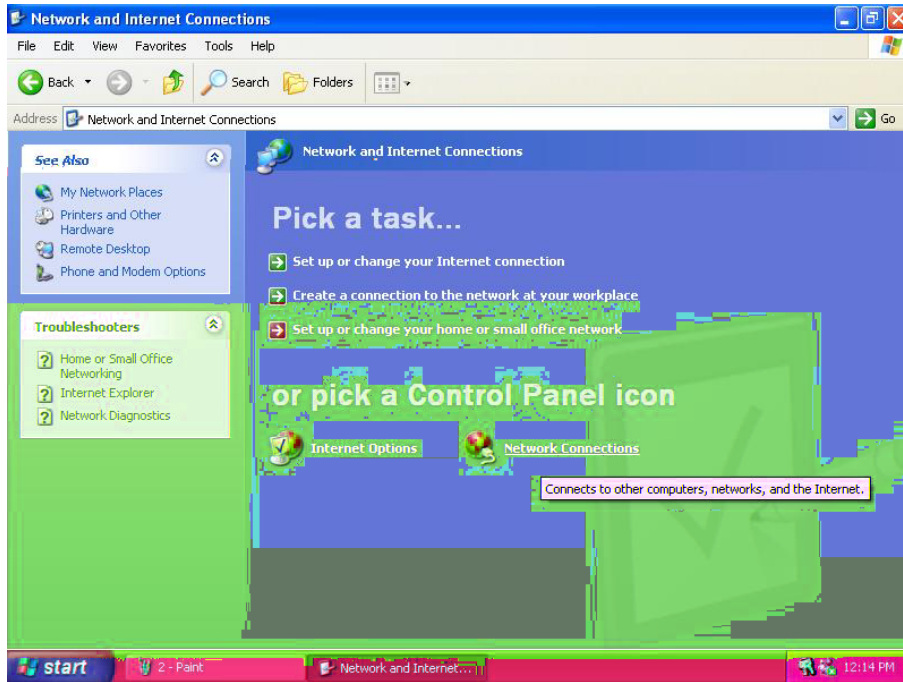 Network and Internet Connections
File Edit View Favorites Tools Help
Back Search Folders
Address Network and Internet Connections Go
See Also
My Network Places
Printers and Other
Hardware
Remote Desktop
Phone and Modem Options
Troubleshooters
Home or Small Office
Networking
Internet Explorer
Network Diagnostics
Network and Internet Connections
Pick a task...
Set up or change your Internet connection
Create a connection to the network at your workplace
Set up or change your home or small office network
or pick a Control Panel icon
Internet Options Network Connections
Connects to other computers, networks, and the Internet.
start 2 - Paint Network and Internet... 12:14 PM